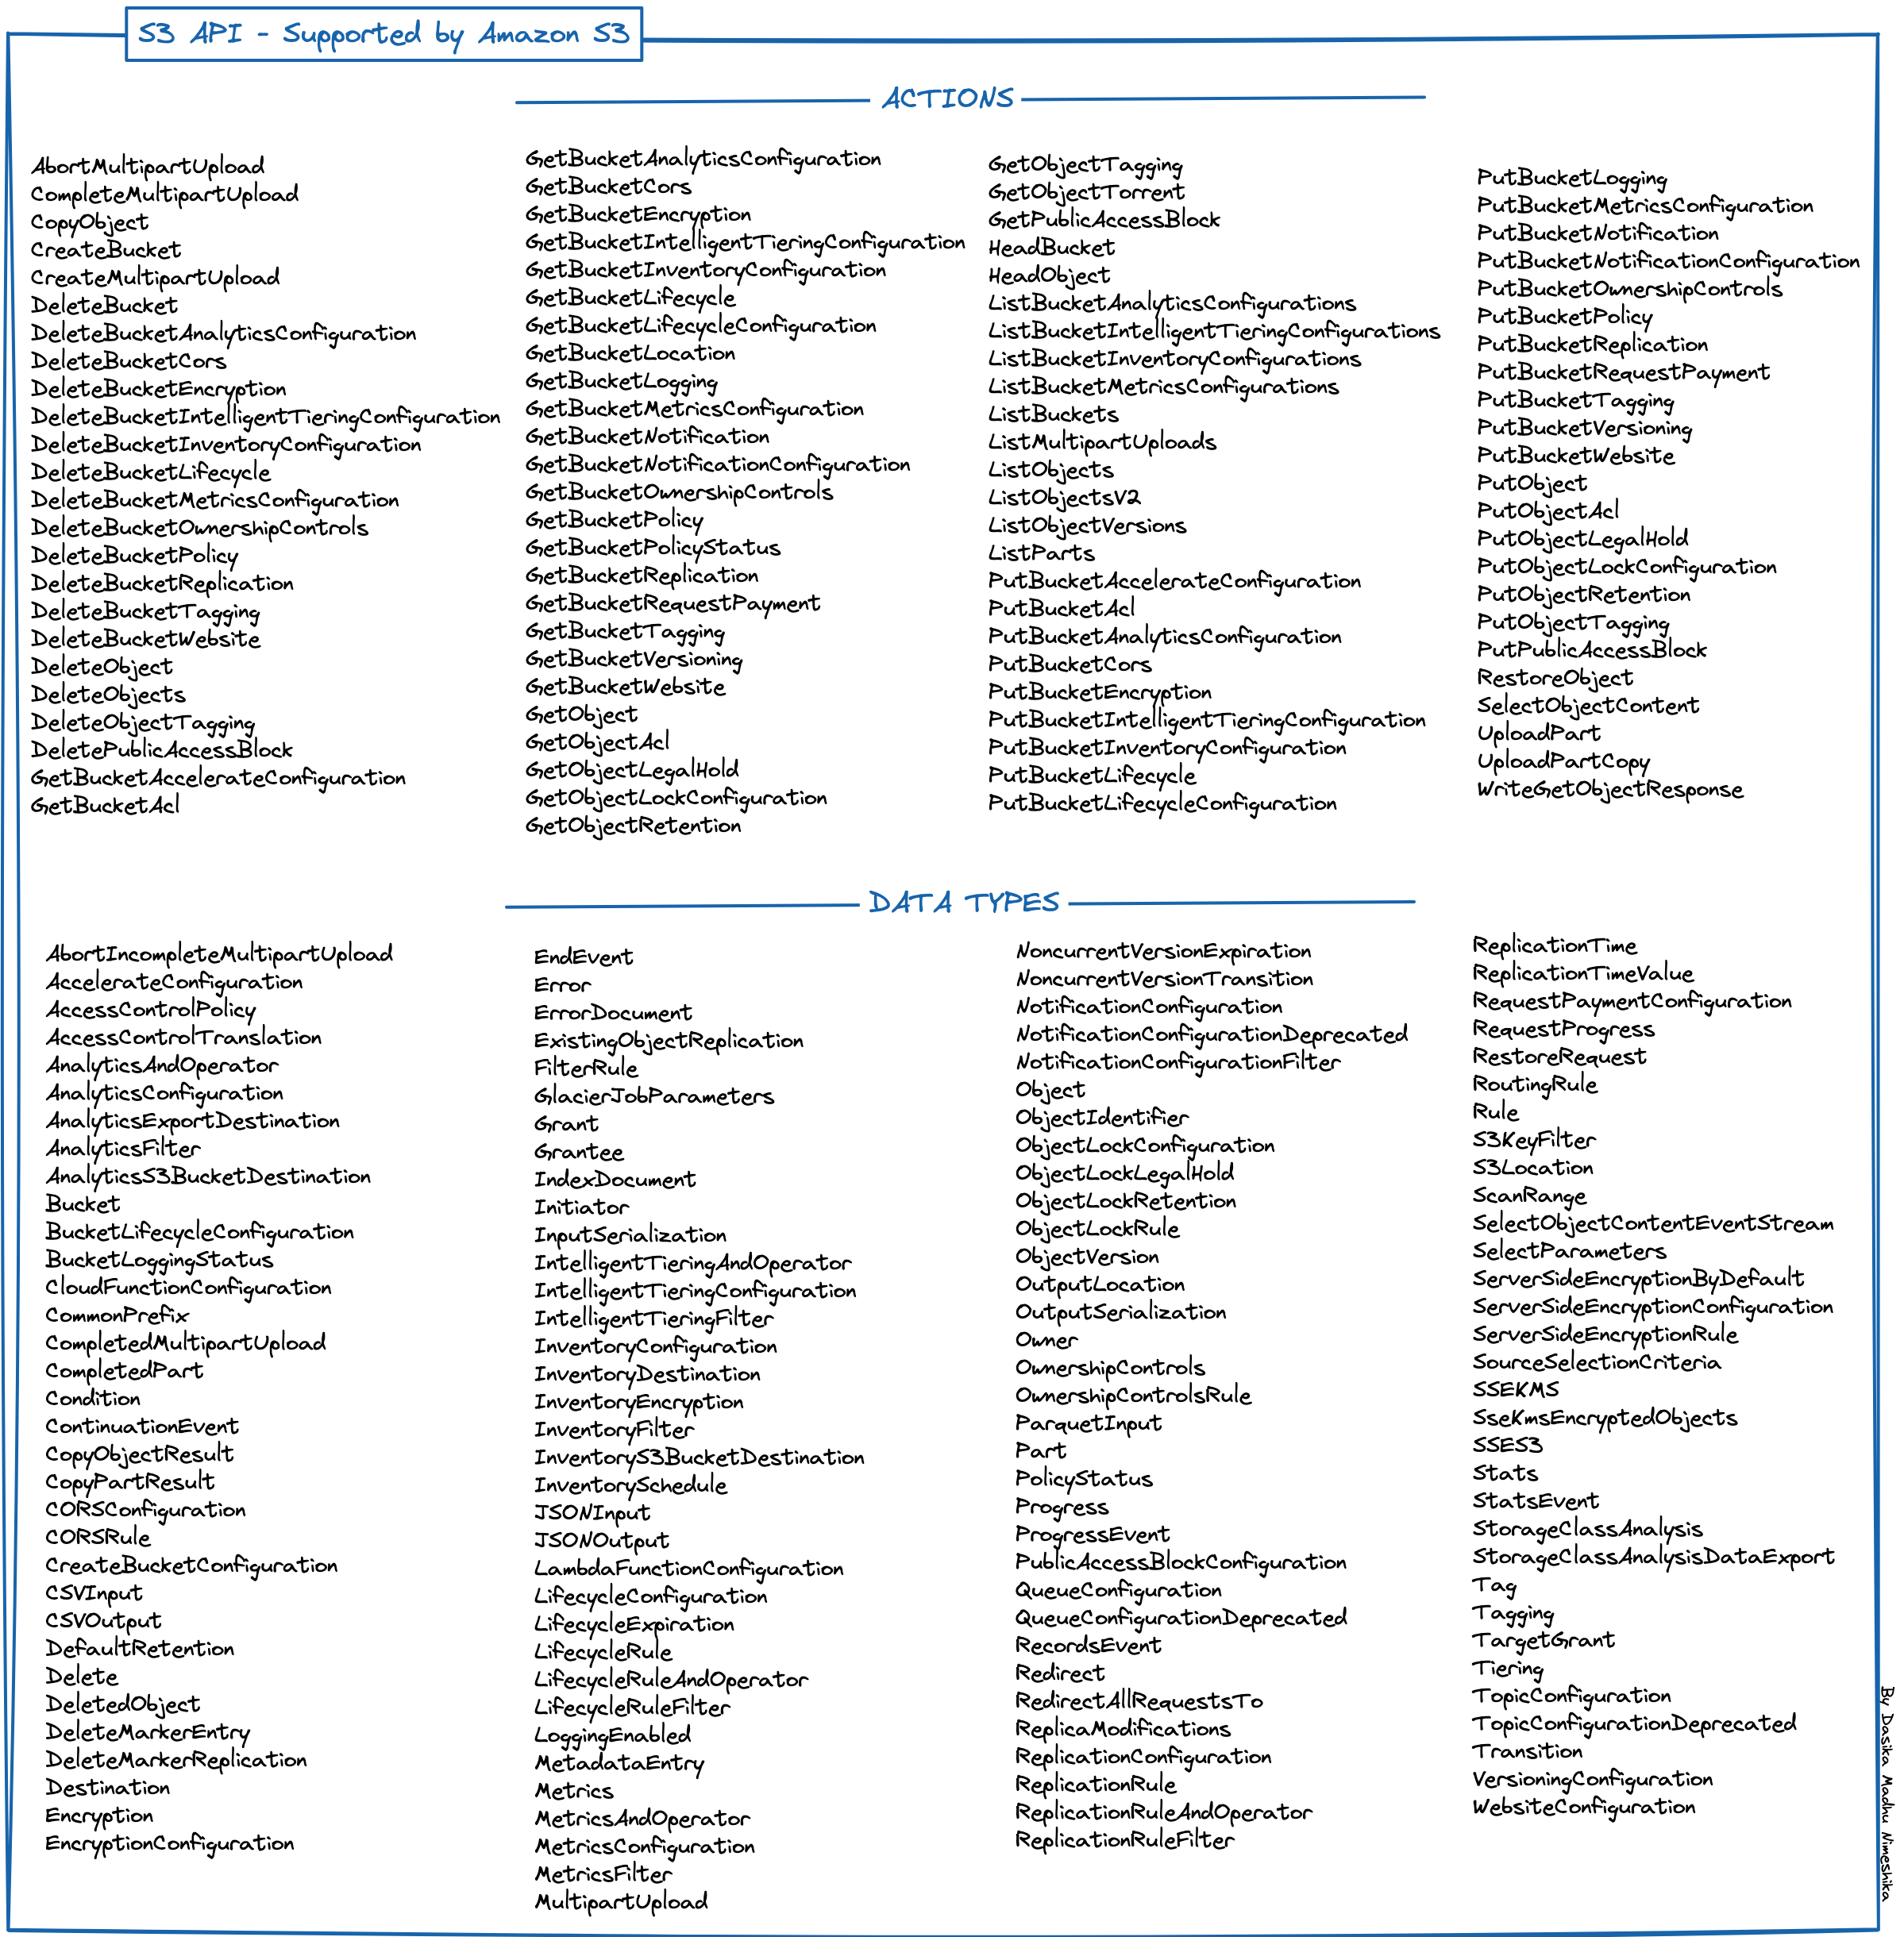 S3 API - Supported by Amazon S3
ACTIONS
AbortMultipartUpload
CompleteMultipartUpload
CopyObject
CreateBucket
CreateMultipartUpload
DeleteBucket
DeleteBucketAnalyticsConfiguration
DeleteBucketCors
DeleteBucketEncryption
DeleteBucketIntelligentTieringConfiguration
DeleteBucketInventoryConfiguration
DeleteBucketLifecycle
DeleteBucketMetricsConfiguration
DeleteBucketOwnershipControls
DeleteBucketPolicy
DeleteBucketReplication
DeleteBucketTagging
DeleteBucketWebsite
DeleteObject
DeleteObjects
DeleteObjectTagging
DeletePublicAccessBlock
GetBucketAccelerateConfiguration
GetBucketAcl
GetBucketAnalyticsConfiguration
GetBucketCors
GetBucketEncryption
GetBucketIntelligentTieringConfiguration
GetBucketInventoryConfiguration
GetBucketLifecycle
GetBucketLifecycleConfiguration
GetBucketLocation
GetBucketLogging
GetBucketMetricsConfiguration
GetBucketNotification
GetBucketNotificationConfiguration
GetBucketOwnershipControls
GetBucketPolicy
GetBucketPolicyStatus
GetBucketReplication
GetBucketRequestPayment
GetBucketTagging
GetBucketVersioning
GetBucketWebsite
GetObject
GetObjectAcl
GetObjectLegalHold
GetObjectLockConfiguration
GetObjectRetention
GetObjectTagging
GetObjectTorrent
GetPublicAccessBlock
HeadBucket
HeadObject
ListBucketAnalyticsConfigurations
ListBucketIntelligentTieringConfigurations
ListBucketInventoryConfigurations
ListBucketMetricsConfigurations
ListBuckets
ListMultipartUploads
ListObjects
ListObjectsV2
ListObjectVersions
ListParts
PutBucketAccelerateConfiguration
PutBucketAcl
PutBucketAnalyticsConfiguration
PutBucketCors
PutBucketEncryption
PutBucketIntelligentTieringConfiguration
PutBucketInventoryConfiguration
PutBucketLifecycle
PutBucketLifecycleConfiguration
PutBucketLogging
PutBucketMetricsConfiguration
PutBucketNotification
PutBucketNotificationConfiguration
PutBucketOwnershipControls
PutBucketPolicy
PutBucketReplication
PutBucketRequestPayment
PutBucketTagging
PutBucketVersioning
PutBucketWebsite
PutObject
PutObjectAcl
PutObjectLegalHold
PutObjectLockConfiguration
PutObjectRetention
PutObjectTagging
PutPublicAccessBlock
RestoreObject
SelectObjectContent
UploadPart
UploadPartCopy
WriteGetObjectResponse
DATA TYPES
AbortIncompleteMultipartUpload
AccelerateConfiguration
AccessControlPolicy
AccessControlTranslation
AnalyticsAndOperator
AnalyticsConfiguration
AnalyticsExportDestination
AnalyticsFilter
AnalyticsS3BucketDestination
Bucket
BucketLifecycleConfiguration
BucketLoggingStatus
CloudFunctionConfiguration
CommonPrefix
CompletedMultipartUpload
CompletedPart
Condition
ContinuationEvent
CopyObjectResult
CopyPartResult
CORSConfiguration
CORSRule
CreateBucketConfiguration
CSVInput
CSVOutput
DefaultRetention
Delete
DeletedObject
DeleteMarkerEntry
DeleteMarkerReplication
Destination
Encryption
EncryptionConfiguration
EndEvent
Error
ErrorDocument
ExistingObjectReplication
FilterRule
GlacierJobParameters
Grant
Grantee
IndexDocument
Initiator
InputSerialization
IntelligentTieringAndOperator
IntelligentTieringConfiguration
IntelligentTieringFilter
InventoryConfiguration
InventoryDestination
InventoryEncryption
InventoryFilter
InventoryS3BucketDestination
InventorySchedule
JSONInput
JSONOutput
LambdaFunctionConfiguration
LifecycleConfiguration
LifecycleExpiration
LifecycleRule
LifecycleRuleAndOperator
LifecycleRuleFilter
LoggingEnabled
MetadataEntry
Metrics
MetricsAndOperator
MetricsConfiguration
MetricsFilter
MultipartUpload
NoncurrentVersionExpiration
NoncurrentVersionTransition
NotificationConfiguration
NotificationConfigurationDeprecated
NotificationConfigurationFilter
Object
ObjectIdentifier
ObjectLockConfiguration
ObjectLockLegalHold
ObjectLockRetention
ObjectLockRule
ObjectVersion
OutputLocation
OutputSerialization
Owner
OwnershipControls
OwnershipControlsRule
ParquetInput
Part
PolicyStatus
Progress
ProgressEvent
PublicAccessBlockConfiguration
QueueConfiguration
QueueConfigurationDeprecated
RecordsEvent
Redirect
RedirectAllRequestsTo
ReplicaModifications
ReplicationConfiguration
ReplicationRule
ReplicationRuleAndOperator
ReplicationRuleFilter
ReplicationTime
ReplicationTimeValue
RequestPaymentConfiguration
RequestProgress
RestoreRequest
RoutingRule
Rule
S3KeyFilter
S3Location
ScanRange
SelectObjectContentEventStream
SelectParameters
ServerSideEncryptionByDefault
ServerSideEncryptionConfiguration
ServerSideEncryptionRule
SourceSelectionCriteria
SSEKMS
SseKmsEncryptedObjects
SSES3
Stats
StatsEvent
StorageClassAnalysis
StorageClassAnalysisDataExport
Tag
Tagging
TargetGrant
Tiering
TopicConfiguration
TopicConfigurationDeprecated
Transition
VersioningConfiguration
WebsiteConfiguration
By Dasika Madhu Nimeshika